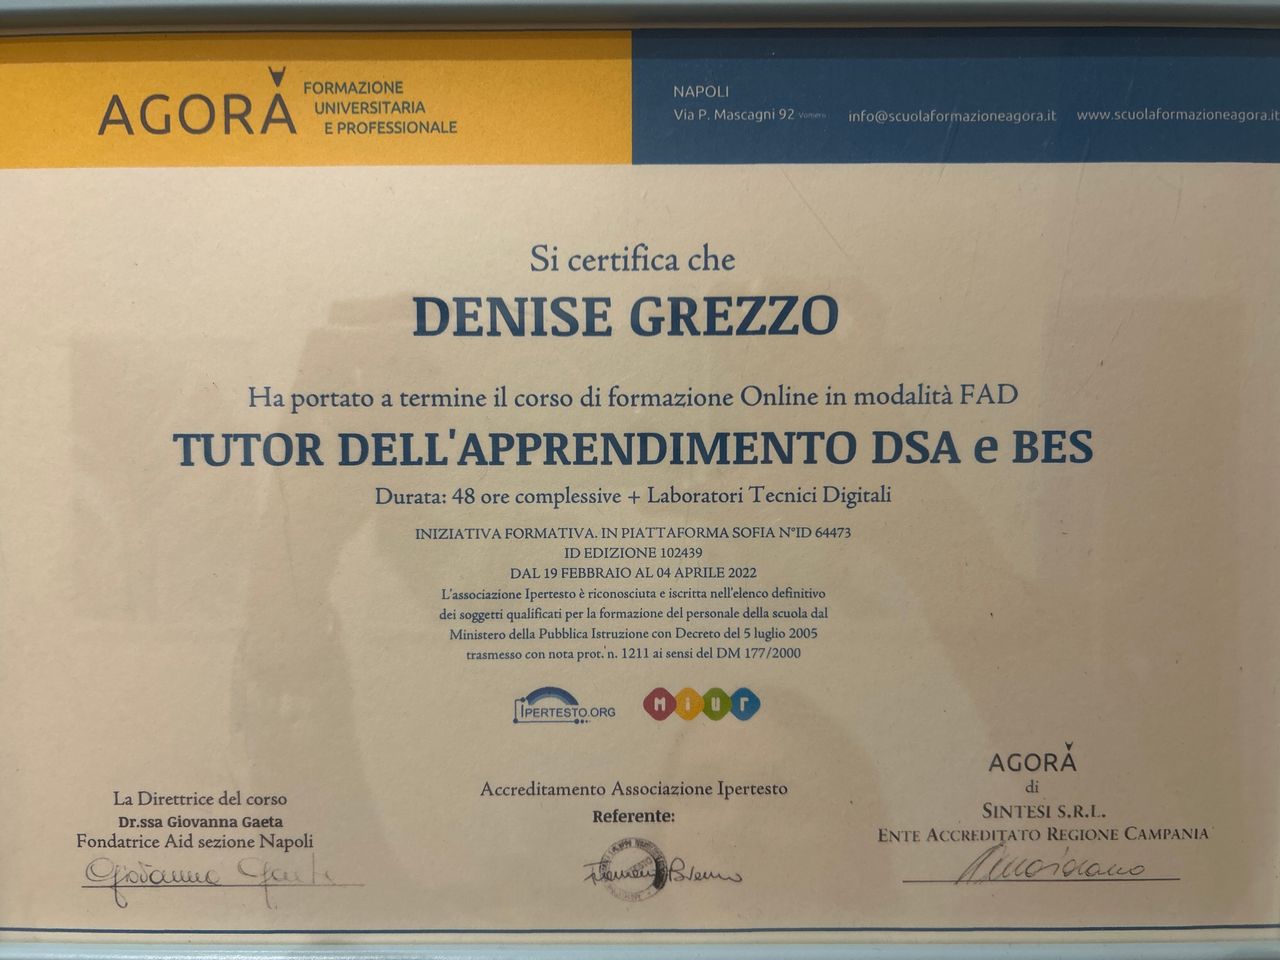 AGORÀ
FORMAZIONE
UNIVERSITARIA
E PROFESSIONALE
NAPOLI
Via P. Mascagni 92 Vomero
info@scuolaformazioneagora.it
www.scuolaformazioneagora.it
Si certifica che
DENISE GREZZO
Ha portato a termine il corso di formazione Online in modalità FAD
TUTOR DELL'APPRENDIMENTO DSA e BES
Durata: 48 ore complessive + Laboratori Tecnici Digitali
INIZIATIVA FORMATIVA. IN PIATTAFORMA SOFIA N°ID 64473
ID EDIZIONE 102439
DAL 19 FEBBRAIO AL 04 APRILE 2022
L'associazione Ipertesto è riconosciuta e iscritta nell'elenco definitivo
dei soggetti qualificati per la formazione del personale della scuola dal
Ministero della Pubblica Istruzione con Decreto del 5 luglio 2005
trasmesso con nota prot. n. 1211 ai sensi del DM 177/2000
IPERTESTO.ORG
MIUr
La Direttrice del corso
Dr.ssa Giovanna Gaeta
Fondatrice Aid sezione Napoli
Giovanna Gaeta
Accreditamento Associazione Ipertesto
Referente:
AGORÀ
di
SINTESI S.R.L.
ENTE ACCREDITATO REGIONE CAMPANIA